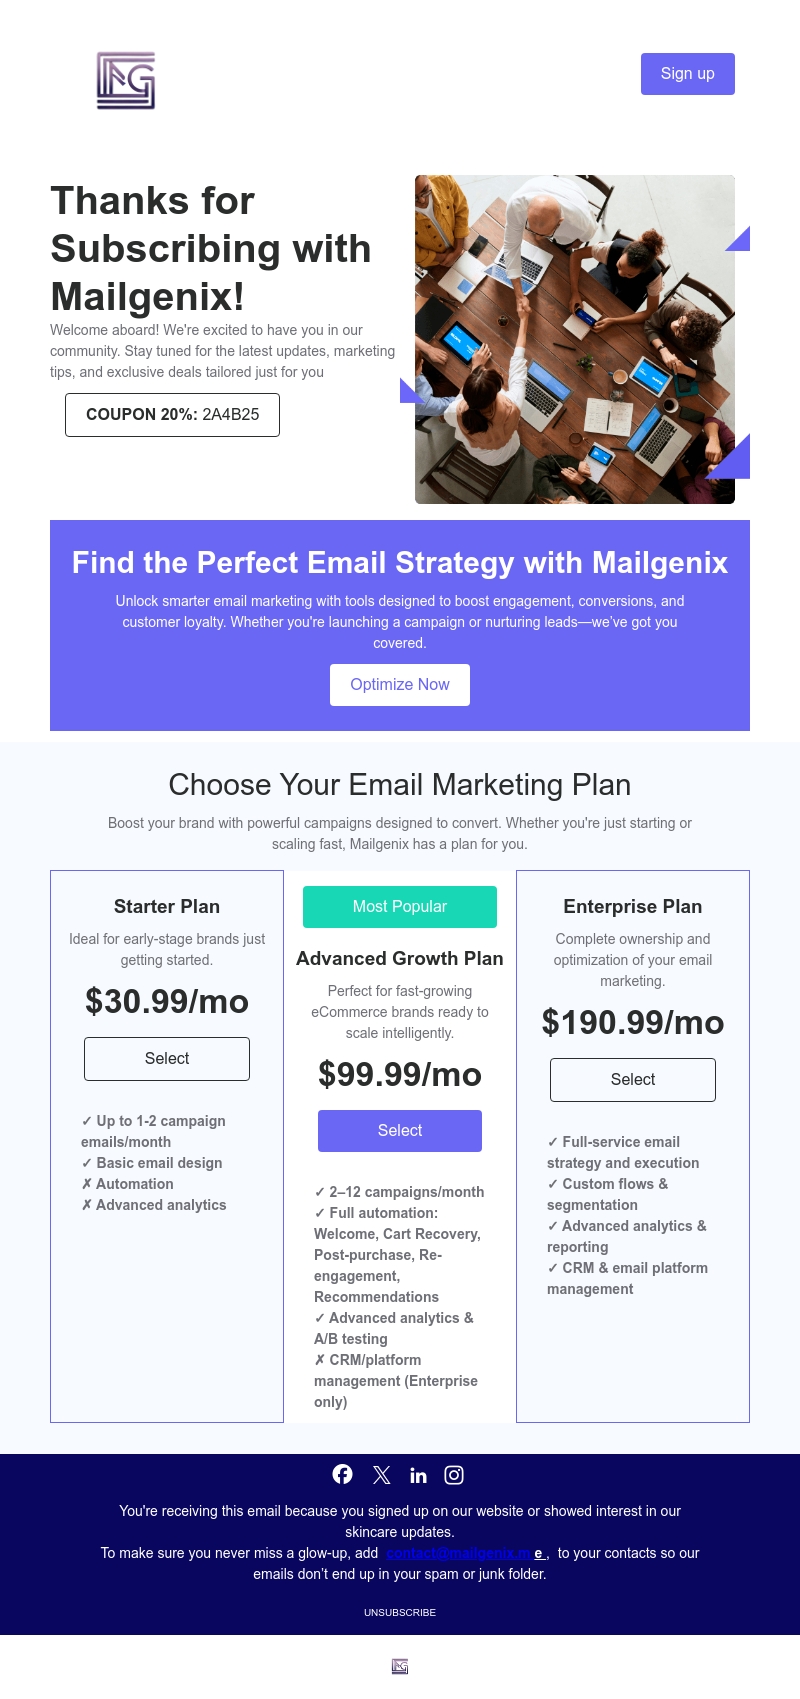 Sign up
Thanks for
Subscribing with
Mailgenix!
Welcome aboard! We're excited to have you in our
community. Stay tuned for the latest updates, marketing
tips, and exclusive deals tailored just for you
COUPON 20%: 2A4B25
Find the Perfect Email Strategy with Mailgenix
Unlock smarter email marketing with tools designed to boost engagement, conversions, and
customer loyalty. Whether you're launching a campaign or nurturing leads—we've got you
covered.
Optimize Now
Choose Your Email Marketing Plan
Boost your brand with powerful campaigns designed to convert. Whether you're just starting or
scaling fast, Mailgenix has a plan for you.
Starter Plan
Ideal for early-stage brands just
getting started.
$30.99/mo
Select
✓ Up to 1-2 campaign
emails/month
✓ Basic email design
✗ Automation
✗ Advanced analytics
Most Popular
Advanced Growth Plan
Perfect for fast-growing
eCommerce brands ready to
scale intelligently.
$99.99/mo
Select
✓ 2–12 campaigns/month
✓ Full automation:
Welcome, Cart Recovery,
Post-purchase, Re-
engagement,
Recommendations
✓ Advanced analytics &
A/B testing
✗ CRM/platform
management (Enterprise
only)
Enterprise Plan
Complete ownership and
optimization of your email
marketing.
$190.99/mo
Select
✓ Full-service email
strategy and execution
✓ Custom flows &
segmentation
✓ Advanced analytics &
reporting
✓ CRM & email platform
management
You're receiving this email because you signed up on our website or showed interest in our
skincare updates.
To make sure you never miss a glow-up, add contact@mailgenix.me , to your contacts so our
emails don't end up in your spam or junk folder.
UNSUBSCRIBE